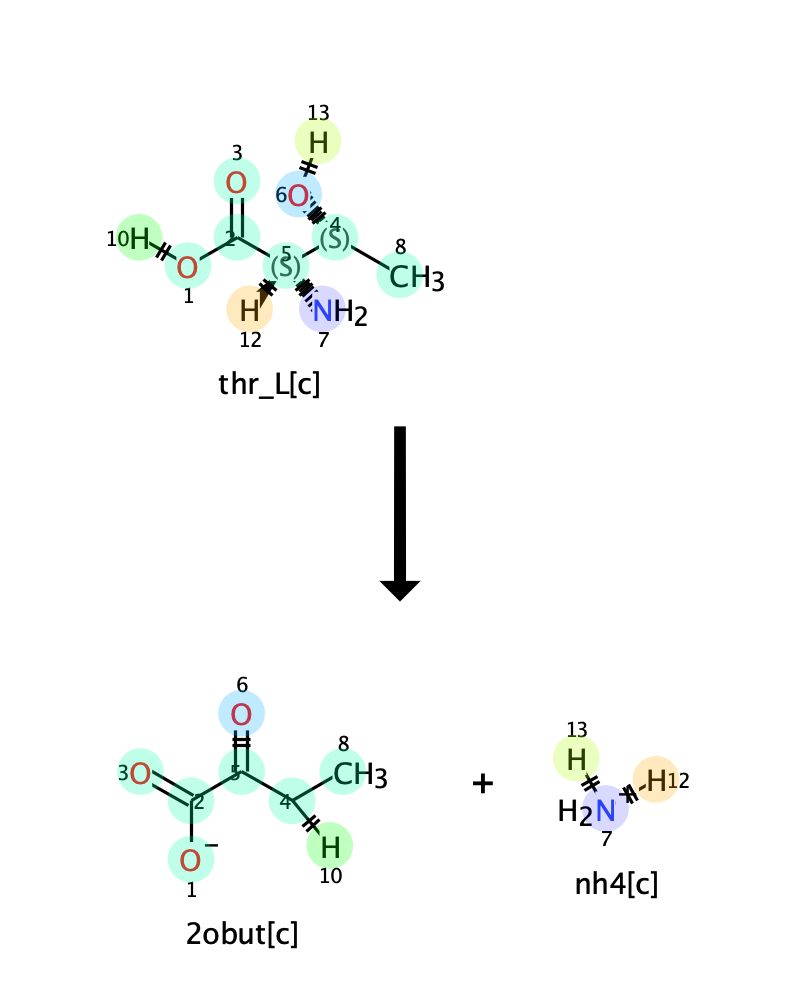 13
H
3
O
6O
4
(S)
10H
2
5
(S)
8
CH3
O
1
H
12
NH2
7
thr_L[c]
6
O
8
CH3
3O
5
2
4
O−
1
H
10
2obut[c]
+
13
H
H12
H2N
7
nh4[c]